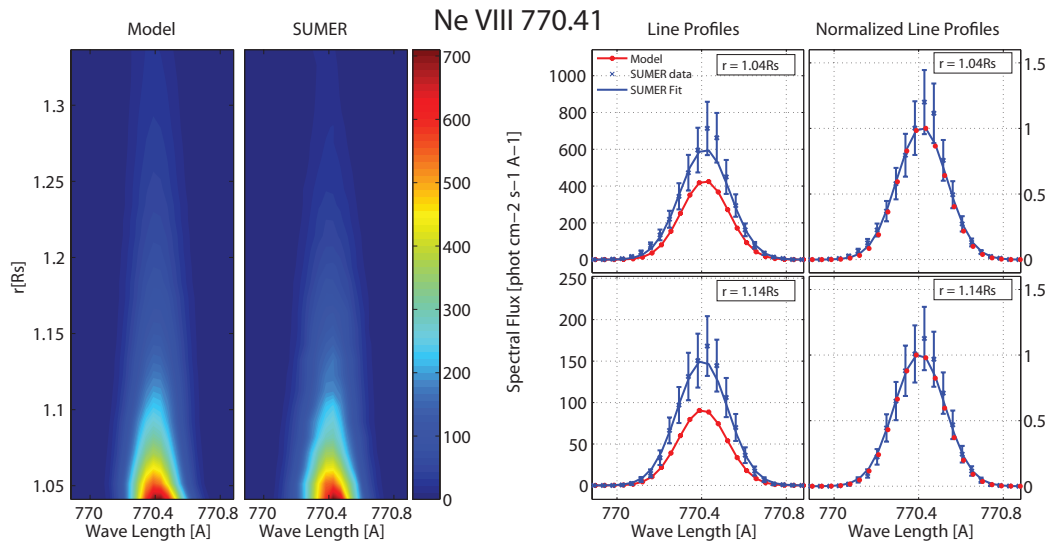 Ne VIII 770.41
Model
SUMER
Line Profiles
Normalized Line Profiles
r[Rs]
1.3
1.25
1.2
1.15
1.1
1.05
770
770.4
770.8
Wave Length [A]
770
770.4
770.8
Wave Length [A]
700
600
500
400
300
200
100
0
Spectral Flux [phot cm−2 s−1 A−1]
1000
800
600
400
200
0
Model
SUMER data
SUMER Fit
r = 1.04Rs
r = 1.04Rs
1.5
1
0.5
0
250
200
150
100
50
0
r = 1.14Rs
r = 1.14Rs
1.5
1
0.5
0
770
770.4
770.8
Wave Length [A]
770
770.4
770.8
Wave Length [A]